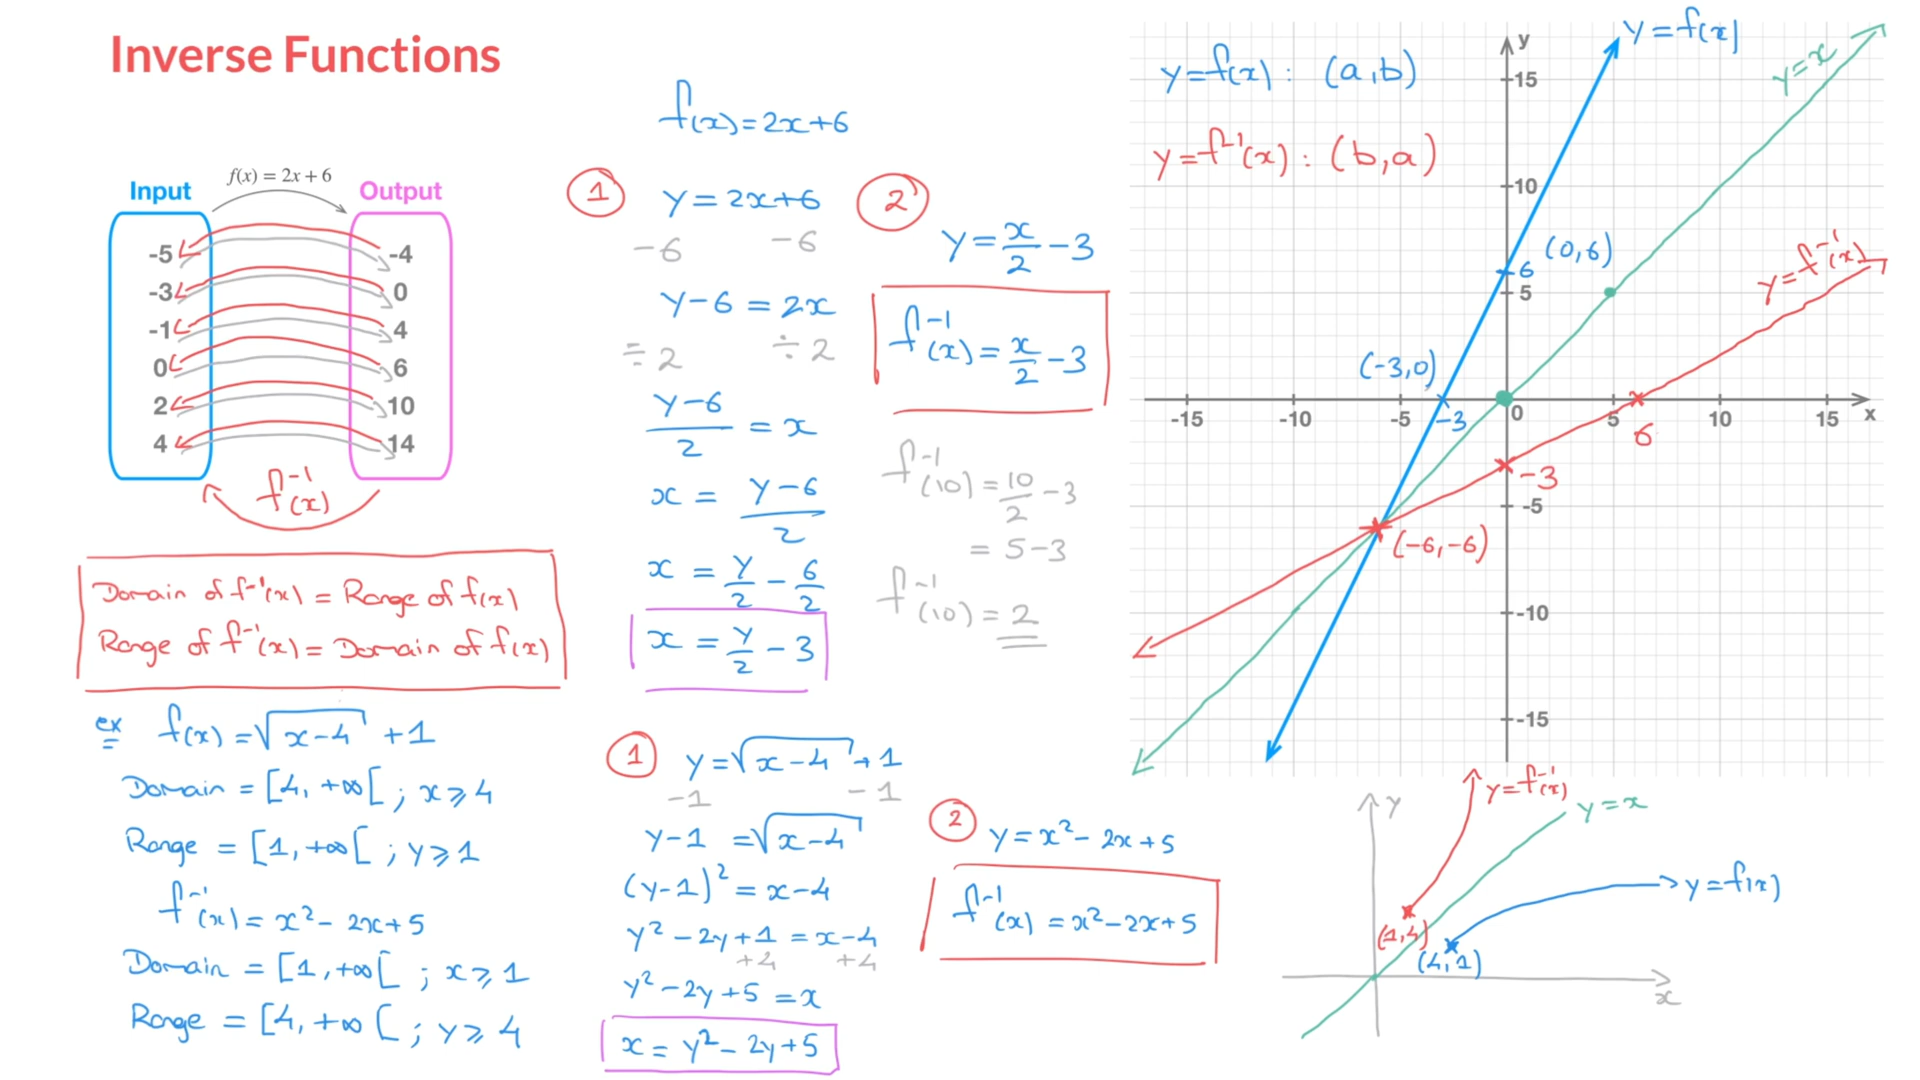 Inverse Functions
f(x) = 2x + 6
Input
Output
-5 -4
-3 0
-1 4
0 6
2 10
4 14
f⁻¹(x)
Domain of f⁻¹(x) = Range of f(x)
Range of f⁻¹(x) = Domain of f(x)
ex f(x) = √(x-4) + 1
Domain = [4, +∞[ ; x ≥ 4
Range = [1, +∞[ ; y ≥ 1
f⁻¹(x) = x² - 2x + 5
Domain = [1, +∞[ ; x ≥ 1
Range = [4, +∞[ ; y ≥ 4
f(x) = 2x+6
1
y = 2x+6
-6 -6
y-6 = 2x
÷2 ÷2
(y-6)/2 = x
x = (y-6)/2
x = y/2 - 6/2
x = y/2 - 3
2
y = x/2 - 3
f⁻¹(x) = x/2 - 3
f⁻¹(10) = 10/2 - 3
= 5-3
f⁻¹(10) = 2
1
y = √(x-4) + 1
-1 -1
y-1 = √(x-4)
(y-1)² = x-4
y² - 2y + 1 = x-4
+4 +4
y² - 2y + 5 = x
x = y² - 2y + 5
2
y = x² - 2x + 5
f⁻¹(x) = x² - 2x + 5
y = f(x) : (a,b)
y = f⁻¹(x) : (b,a)
y
y = f(x)
y = x
15
10
(0,6)
6
5
y = f⁻¹(x)
(-3,0)
-15 -10 -5 -3 0 5 10 15 x
6
-3
-5
(-6,-6)
-10
-15
y
y = f⁻¹(x)
y = x
y = f(x)
(1,4)
(4,1)
x